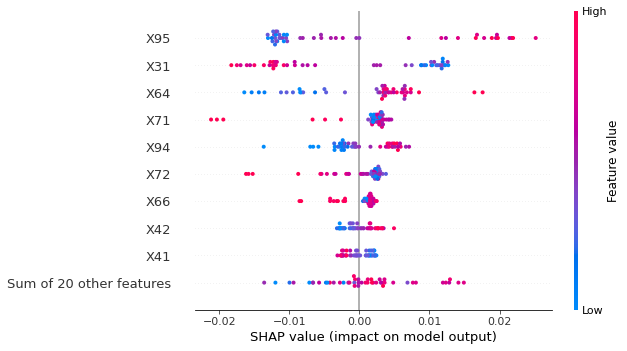 High
X95
X31
X64
X71
X94
X72
X66
X42
X41
Sum of 20 other features
Feature value
Low
−0.02 −0.01 0.00 0.01 0.02
SHAP value (impact on model output)